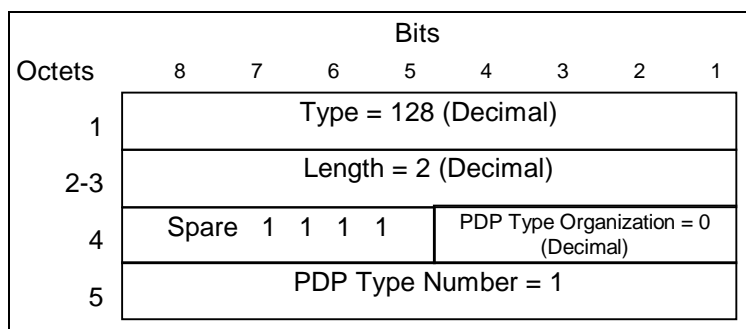 Bits
Octets 8 7 6 5 4 3 2 1
1 Type = 128 (Decimal)
2-3 Length = 2 (Decimal)
4 Spare 1 1 1 1 PDP Type Organization = 0
(Decimal)
5 PDP Type Number = 1